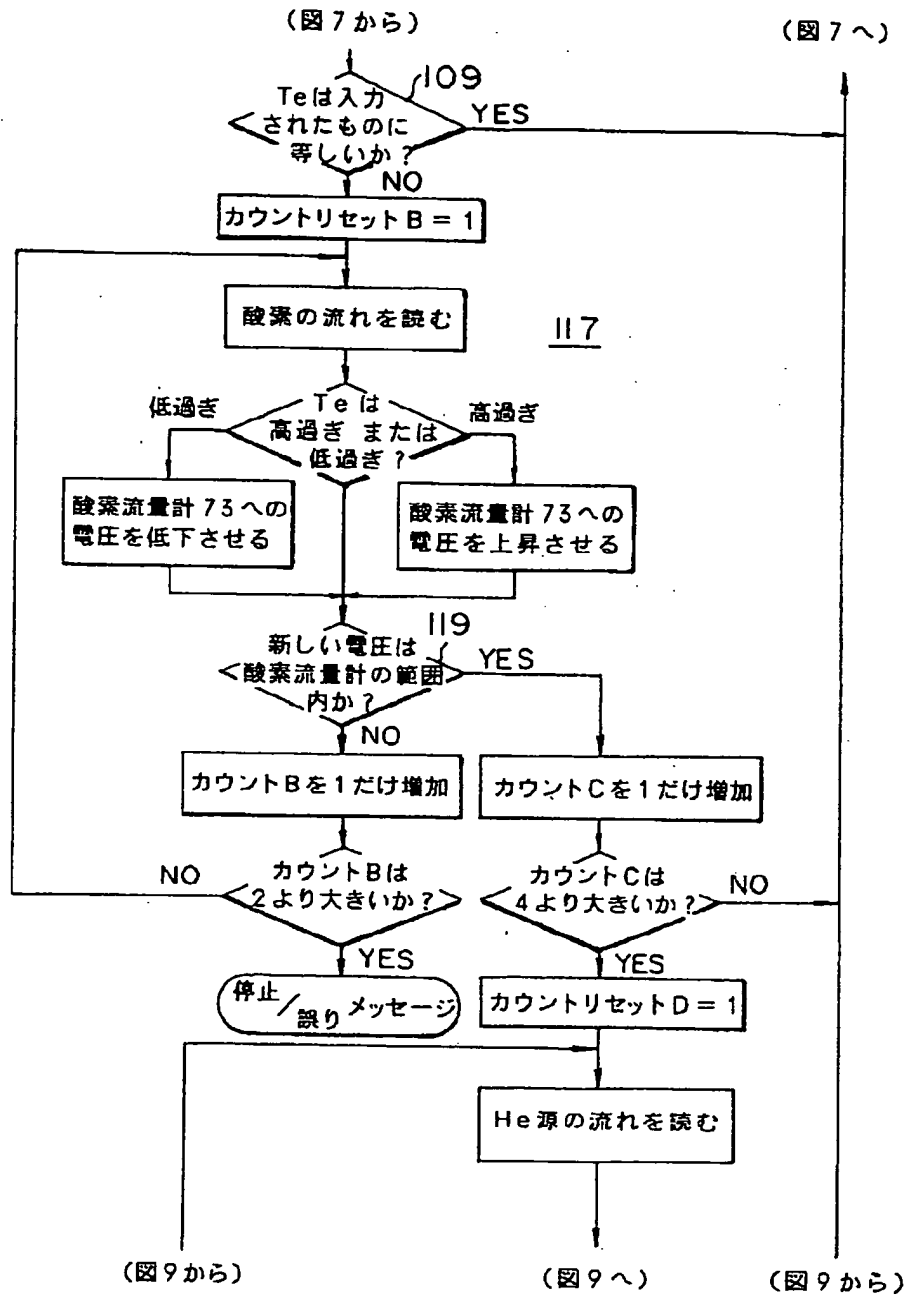 (図7から)
(図7へ)
109
Teは入力
されたものに
等しいか?
YES
NO
カウントリセットB=1
酸素の流れを読む
117
低過ぎ
Teは
高過ぎ または
低過ぎ?
高過ぎ
酸素流量計73への
電圧を低下させる
酸素流量計73への
電圧を上昇させる
119
新しい電圧は
酸素流量計の範囲
内か?
YES
NO
カウントBを1だけ増加
カウントCを1だけ増加
NO
カウントBは
2より大きいか?
カウントCは
4より大きいか?
NO
YES
YES
停止/誤りメッセージ
カウントリセットD=1
He源の流れを読む
(図9から)
(図9へ)
(図9から)